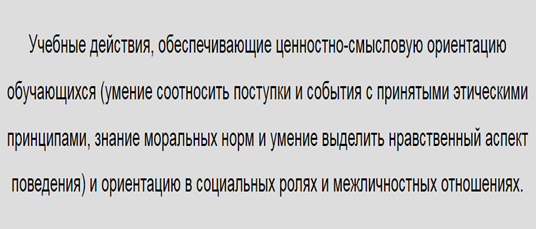 Учебные действия, обеспечивающие ценностно-смысловую ориентацию
обучающихся (умение соотносить поступки и события с принятыми этическими
принципами, знание моральных норм и умение выделить нравственный аспект
поведения) и ориентацию в социальных ролях и межличностных отношениях.